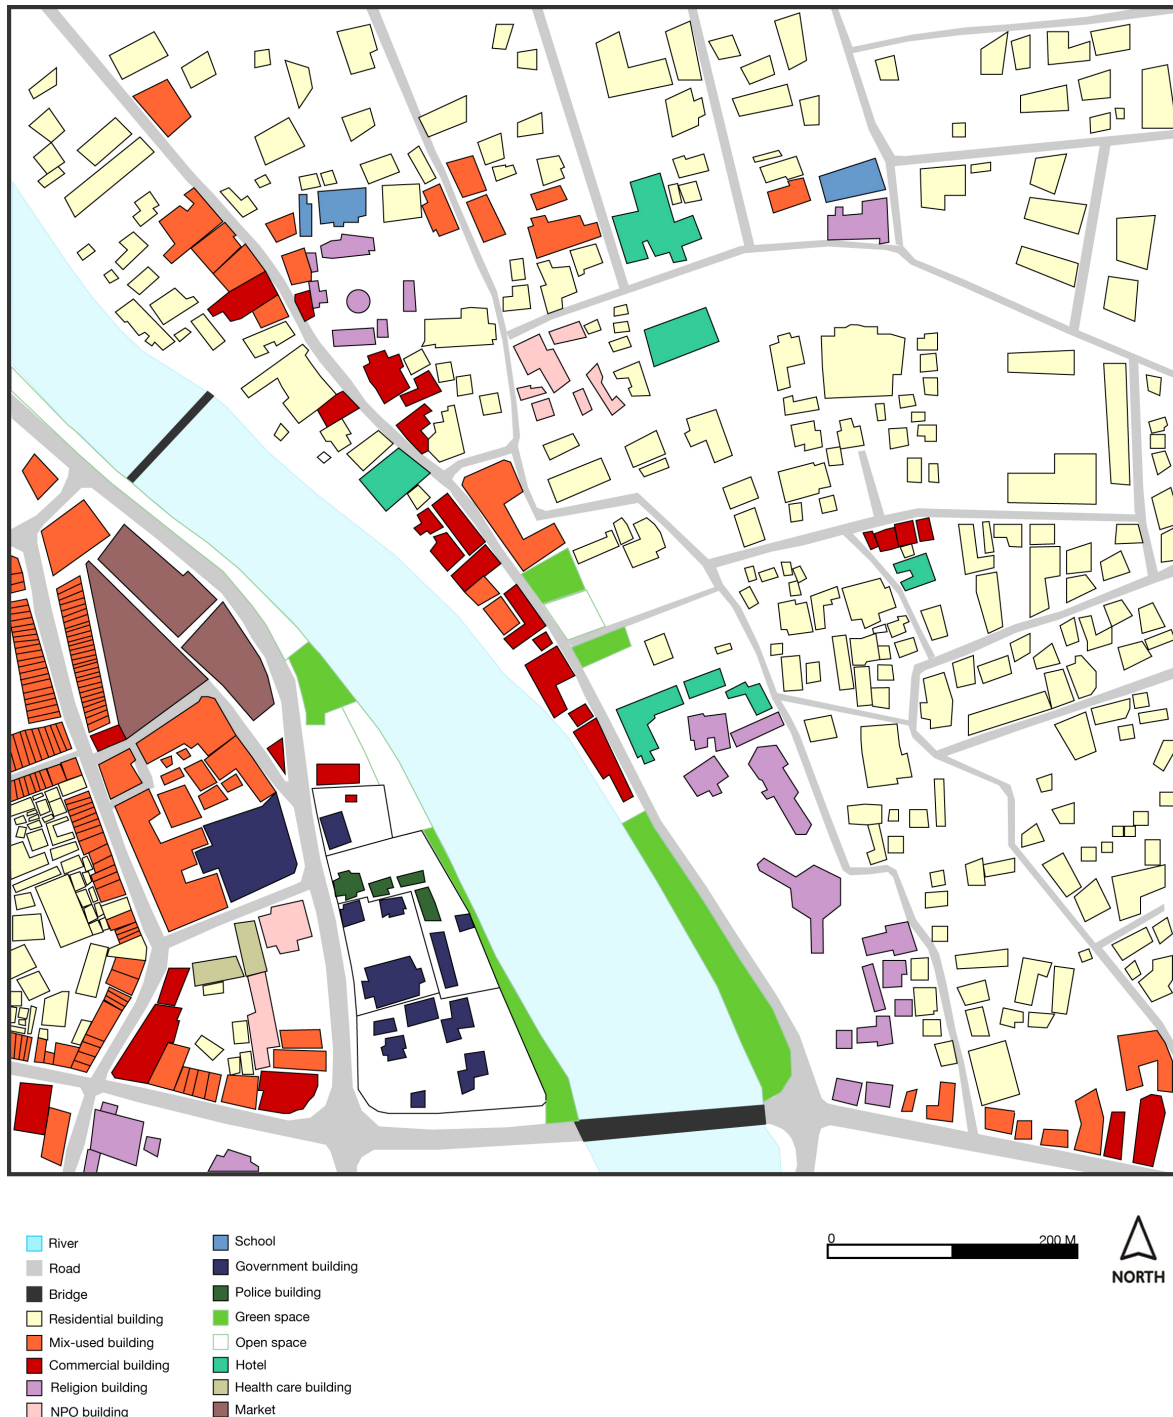 River
Road
Bridge
Residential building
Mix-used building
Commercial building
Religion building
NPO building
School
Government building
Police building
Green space
Open space
Hotel
Health care building
Market
0 200 M
NORTH